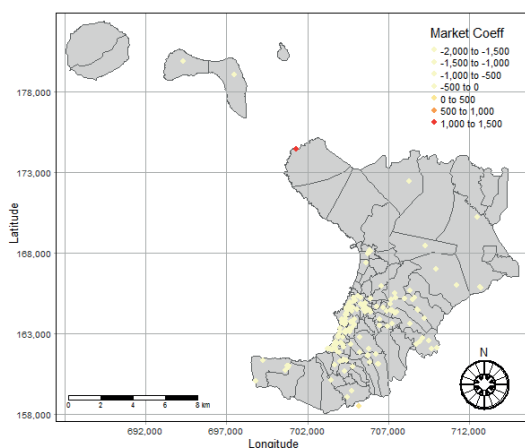 Market Coeff
-2,000 to -1,500
-1,500 to -1,000
-1,000 to -500
-500 to 0
0 to 500
500 to 1,000
1,000 to 1,500
178,000
173,000
168,000
163,000
158,000
Latitude
N
0 2 4 6 8 km
692,000 697,000 702,000 707,000 712,000
Longitude